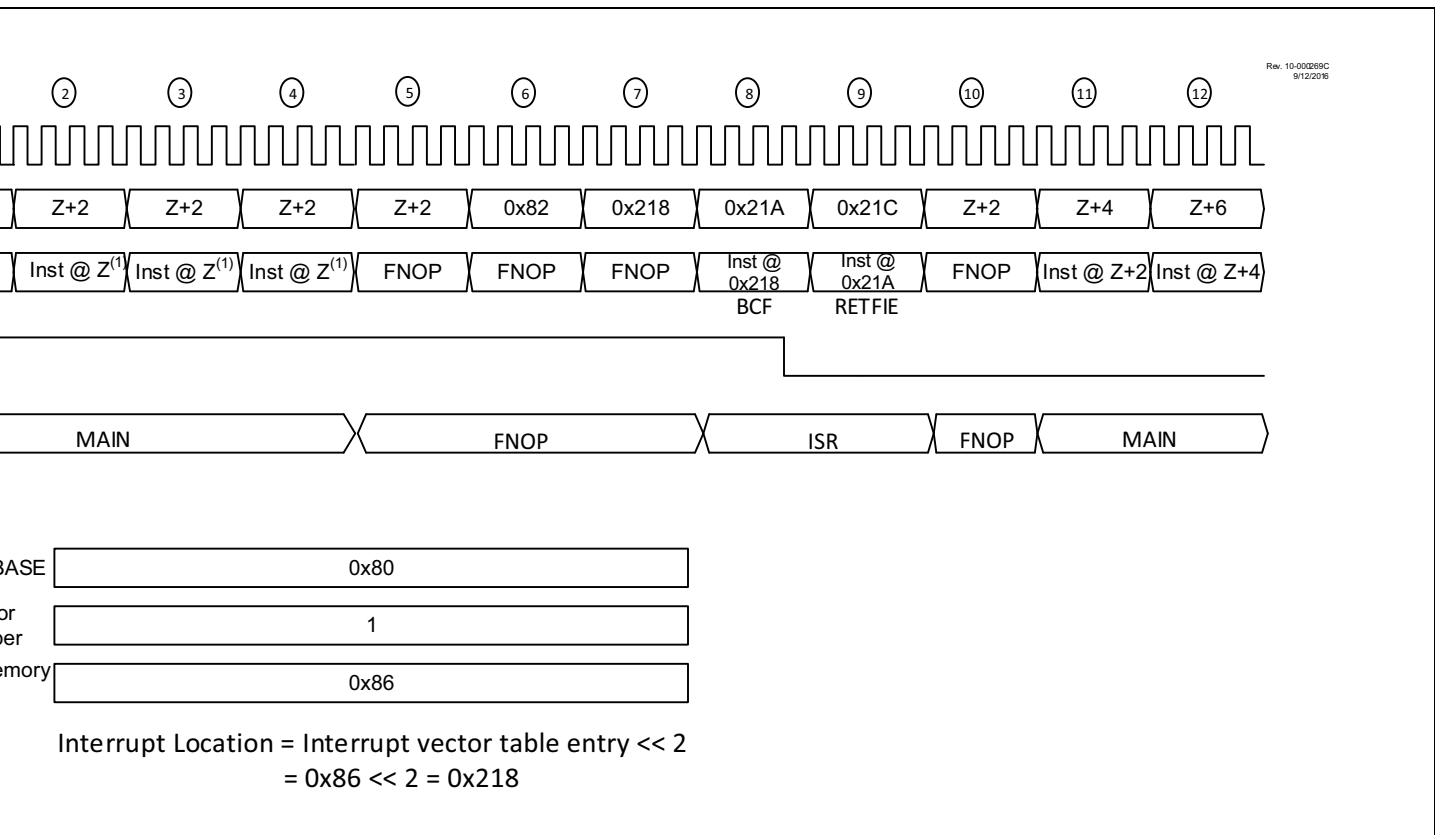 Rev. 10-000269C
9/12/2016
2 3 4 5 6 7 8 9 10 11 12
Z+2 Z+2 Z+2 Z+2 0x82 0x218 0x21A 0x21C Z+2 Z+4 Z+6
Inst @ Z(1) Inst @ Z(1) Inst @ Z(1) FNOP FNOP FNOP Inst @ 0x218 Inst @ 0x21A FNOP Inst @ Z+2 Inst @ Z+4
BCF RETFIE
MAIN FNOP ISR FNOP MAIN
BASE 0x80
or
per
1
emory 0x86
Interrupt Location = Interrupt vector table entry << 2
= 0x86 << 2 = 0x218